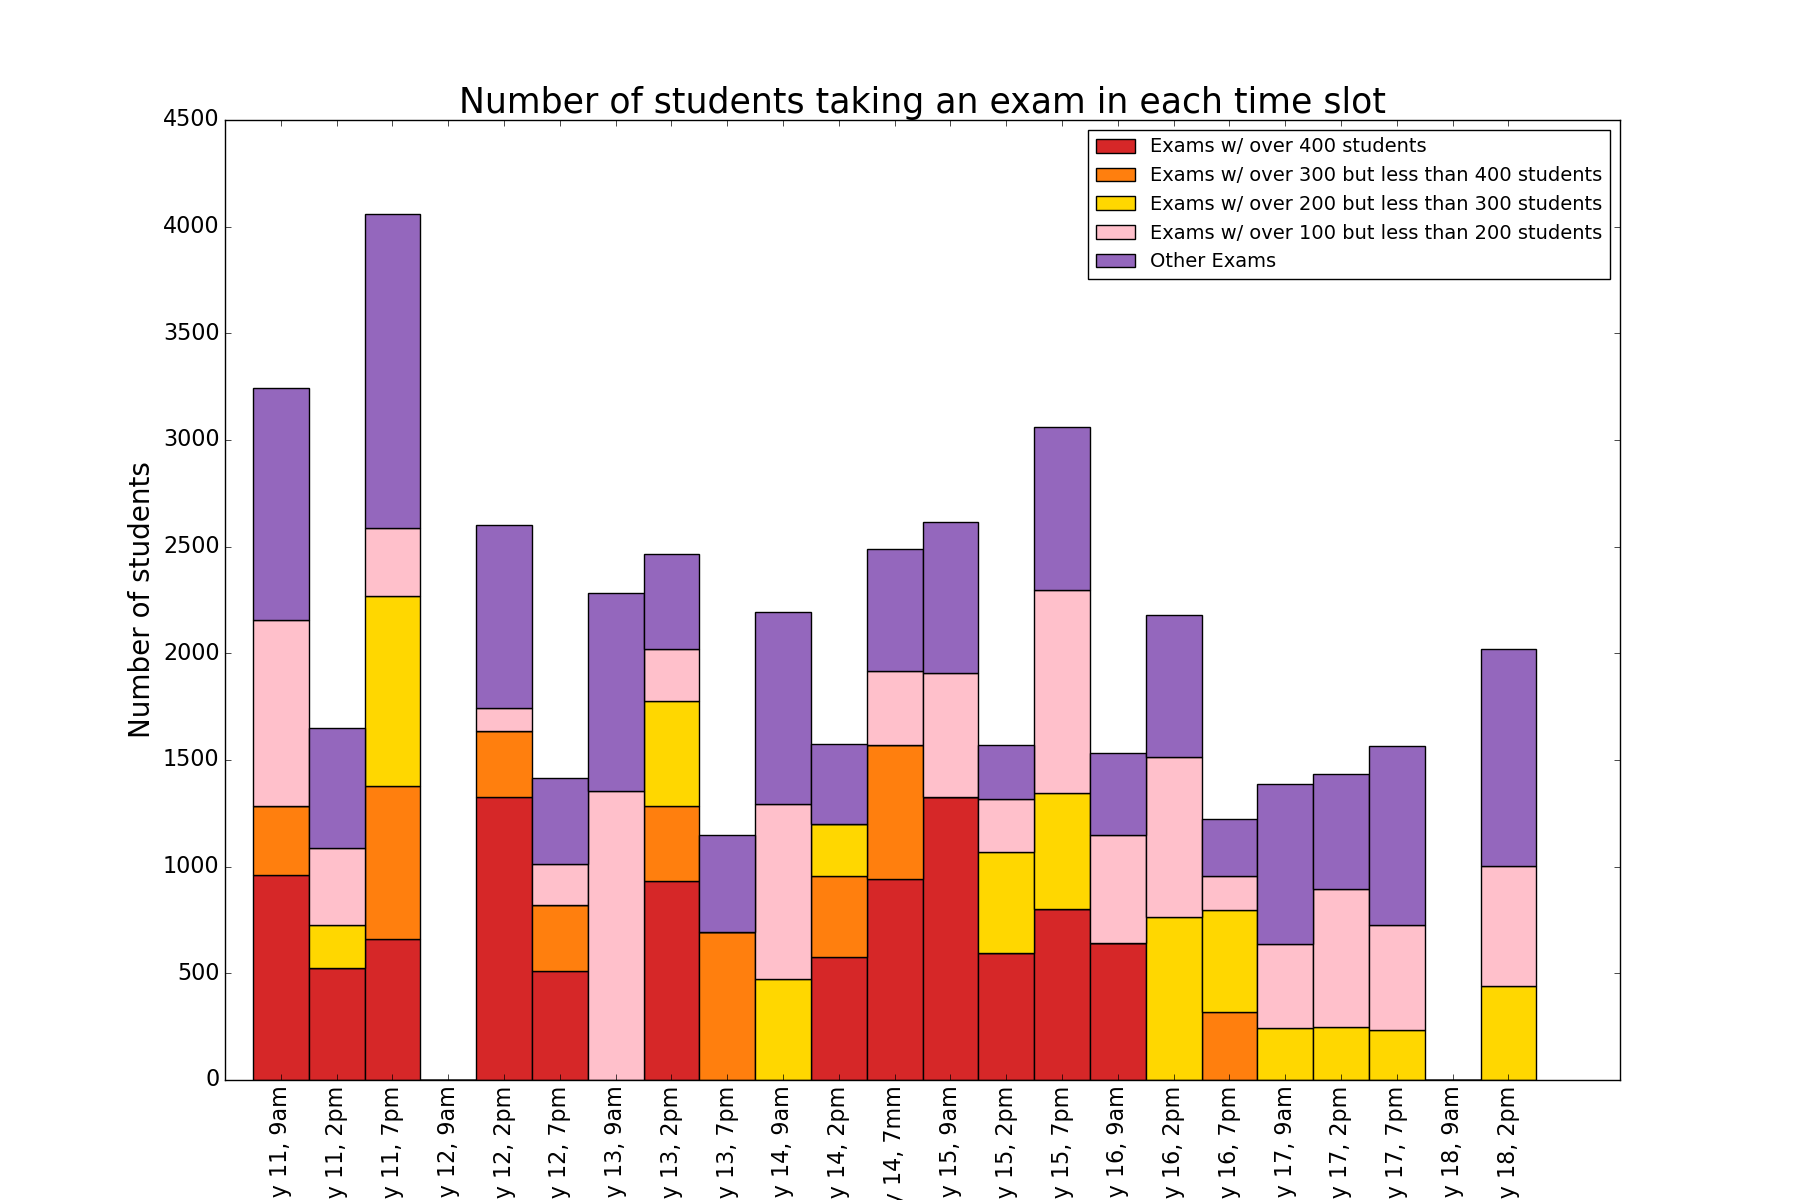 Number of students taking an exam in each time slot
4500
4000
3500
3000
2500
2000
1500
1000
500
0
Number of students
Exams w/ over 400 students
Exams w/ over 300 but less than 400 students
Exams w/ over 200 but less than 300 students
Exams w/ over 100 but less than 200 students
Other Exams
y 11, 9am
y 11, 2pm
y 11, 7pm
y 12, 9am
y 12, 2pm
y 12, 7pm
y 13, 9am
y 13, 2pm
y 13, 7pm
y 14, 9am
y 14, 2pm
y 14, 7mm
y 15, 9am
y 15, 2pm
y 15, 7pm
y 16, 9am
y 16, 2pm
y 16, 7pm
y 17, 9am
y 17, 2pm
y 17, 7pm
y 18, 9am
y 18, 2pm